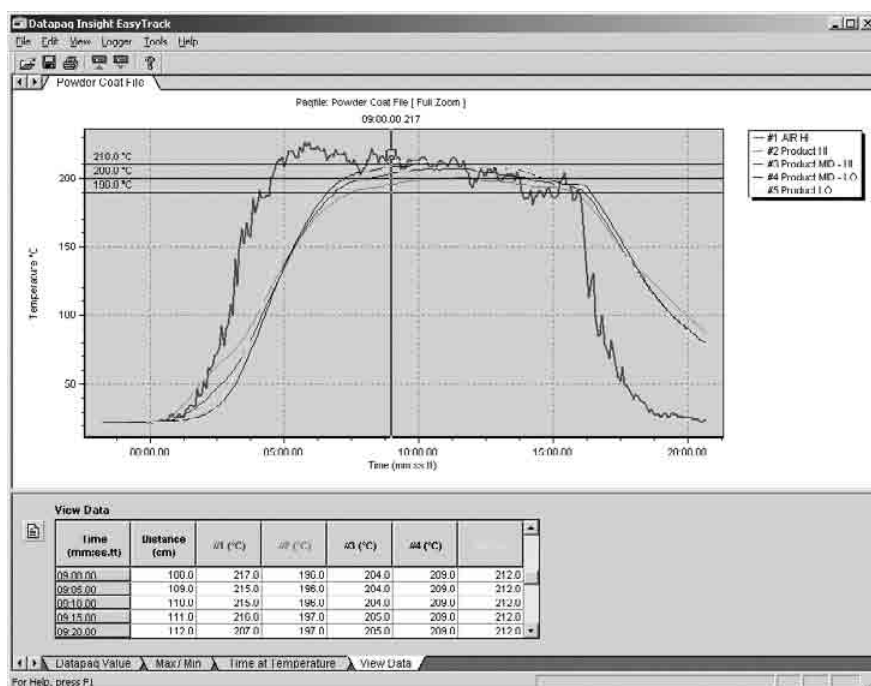 Datapaq Insight EasyTrack
File Edit View Logger Tools Help
Powder Coat File
Paqfile: Powder Coat File [ Full Zoom ]
09:00.00 217
#1 AIR HI
#2 Product HI
#3 Product MID - HI
#4 Product MID - LO
#5 Product LO
210.0 °C
200.0 °C
190.0 °C
200
150
100
50
Temperature °C
00:00.00 05:00.00 10:00.00 15:00.00 20:00.00
Time (mm:ss.tt)
View Data
Time (mm:ss.tt) Distance (cm) #1 (°C) #2 (°C) #3 (°C) #4 (°C)
09:00.00 108.0 217.0 196.0 204.0 209.0 212.0
09:05.00 109.0 215.0 196.0 204.0 209.0 212.0
09:10.00 110.0 215.0 196.0 204.0 209.0 212.0
09:15.00 111.0 216.0 197.0 205.0 209.0 212.0
09:20.00 112.0 207.0 197.0 205.0 209.0 212.0
Datapaq Value Max / Min Time at Temperature View Data
For Help, press F1